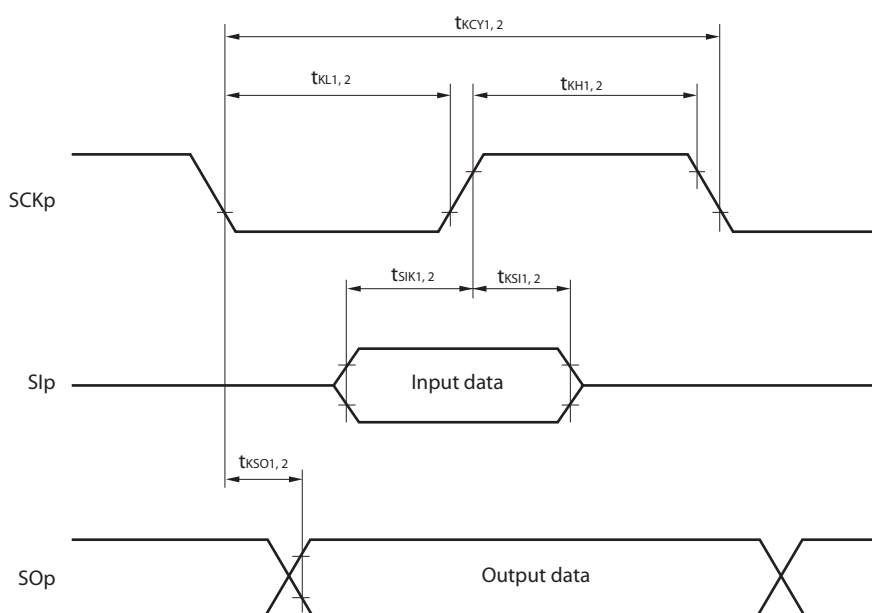 tKCY1, 2
tKL1, 2
tKH1, 2
SCKp
tSIK1, 2
tKSI1, 2
SIp
Input data
tKSO1, 2
SOp
Output data